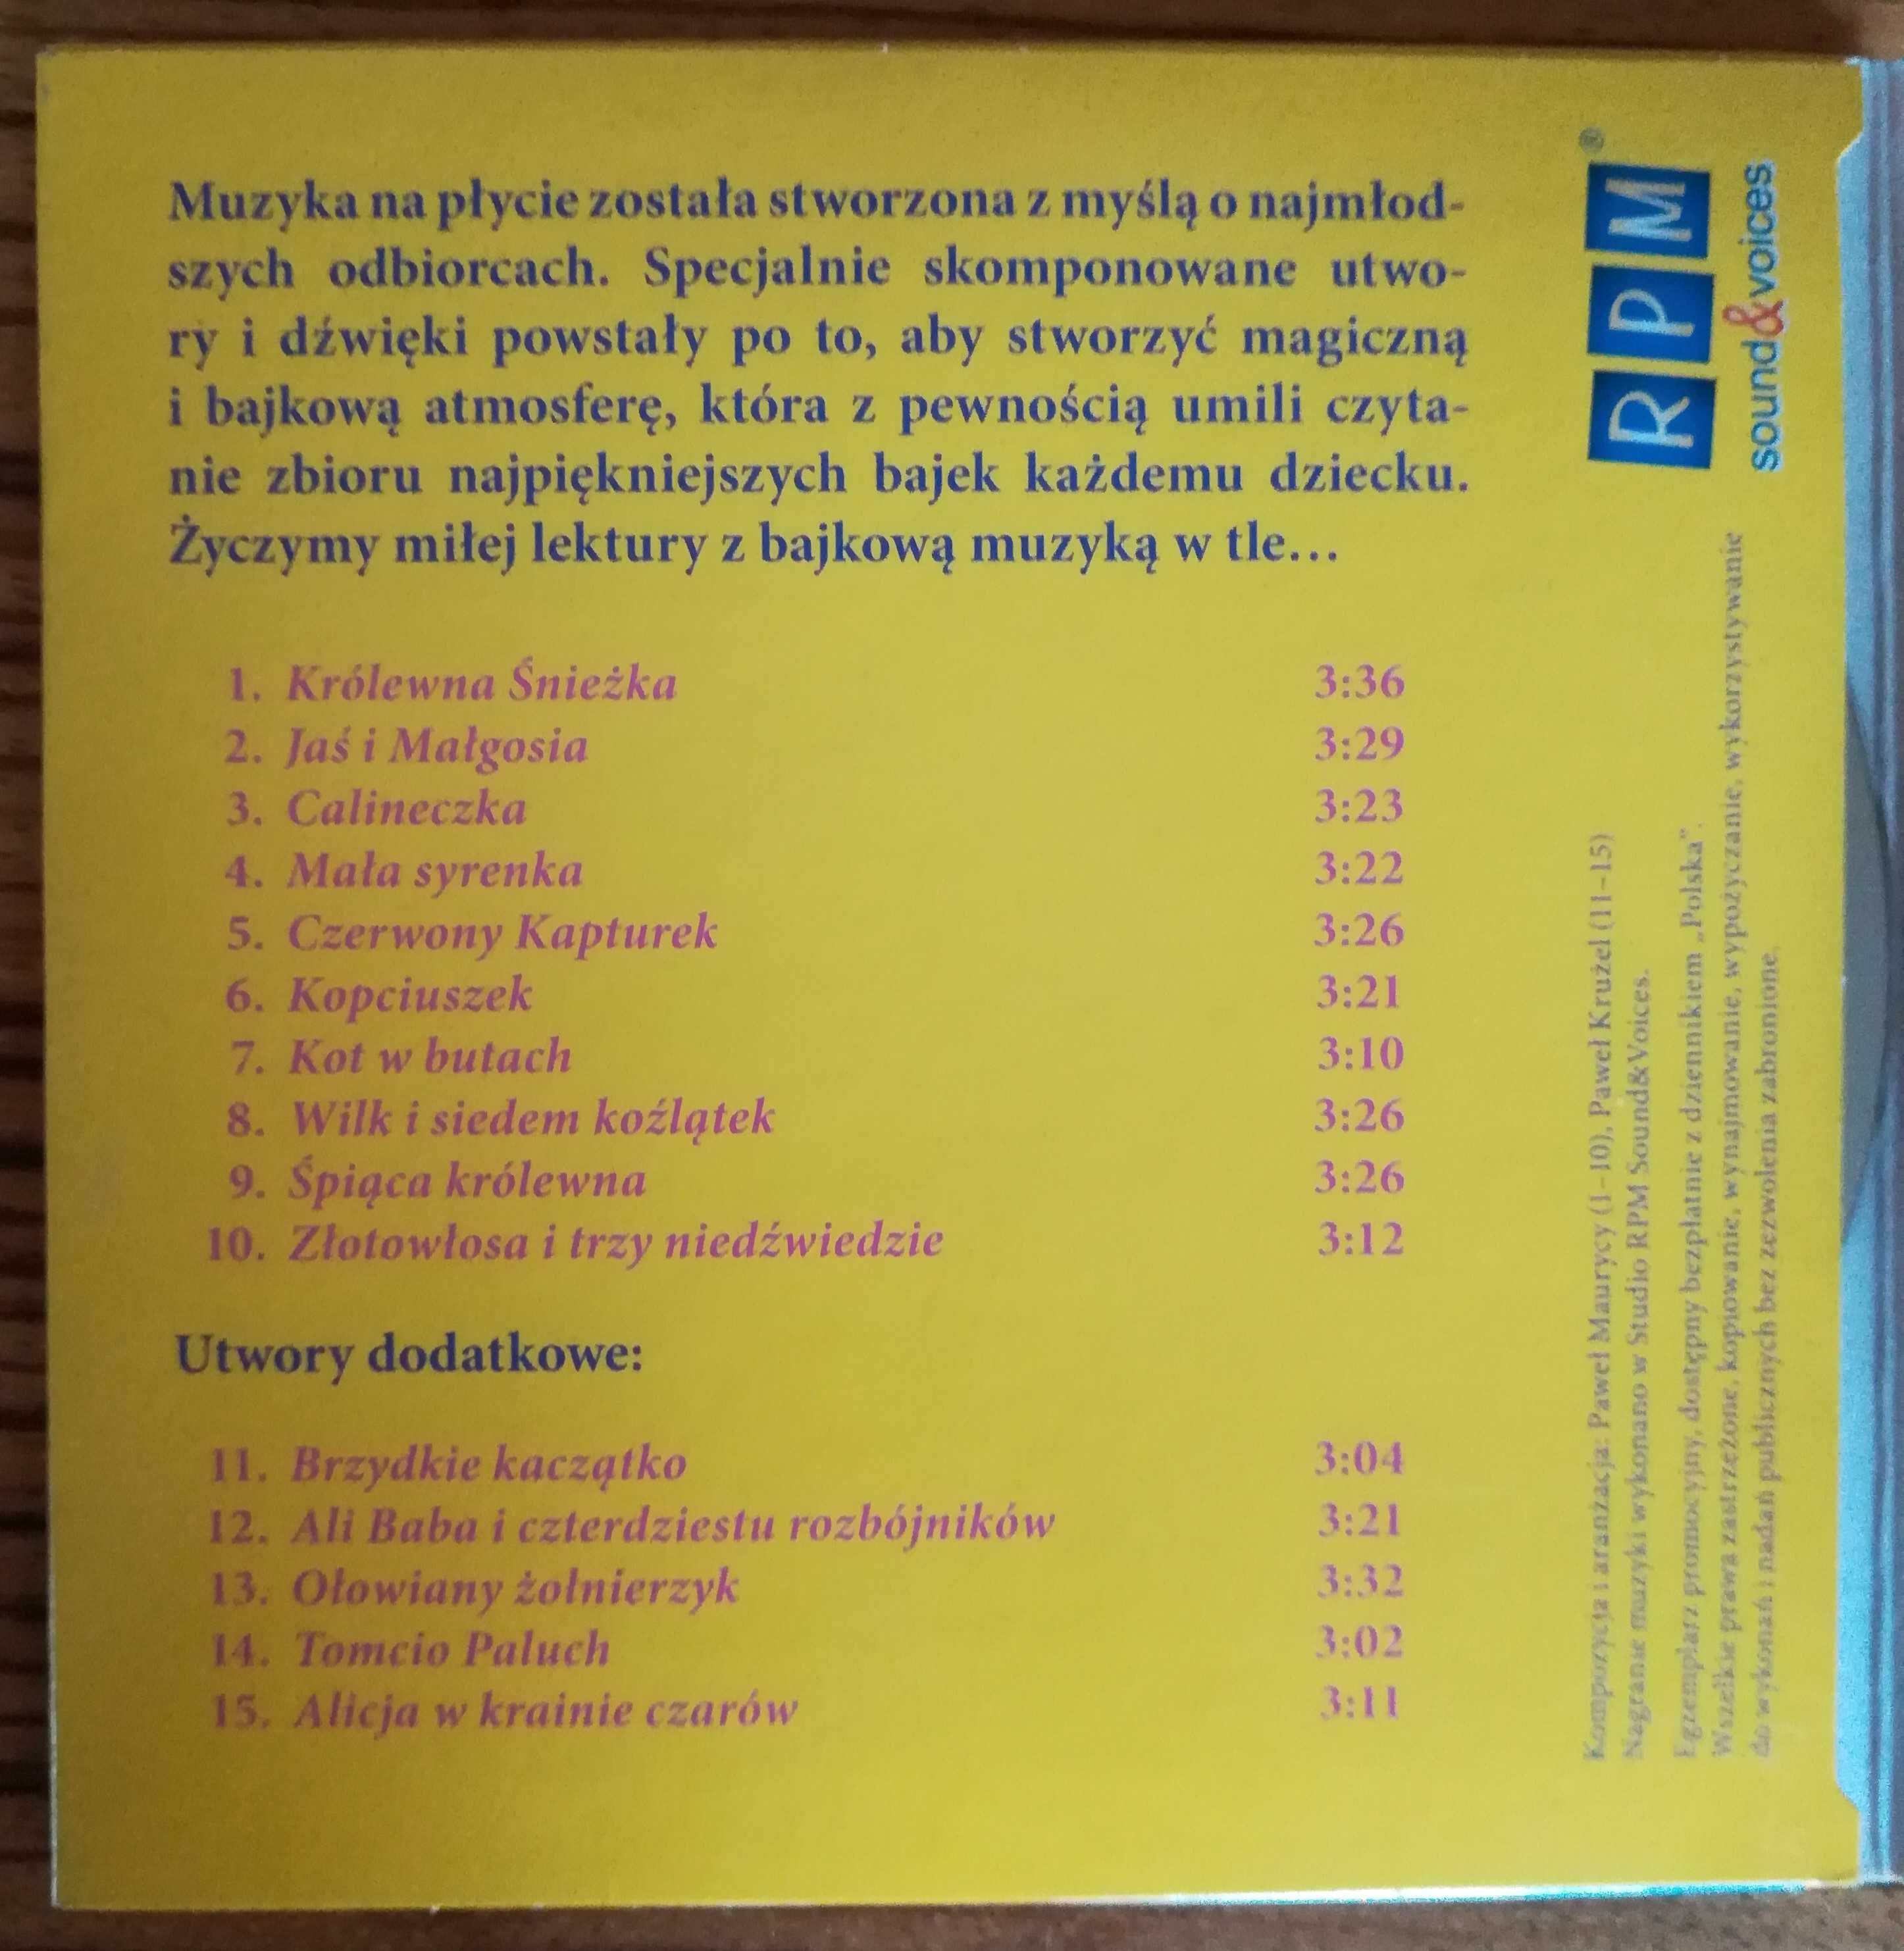 Muzyka na płycie została stworzona z myślą o najmłod-
szych odbiorcach. Specjalnie skomponowane utwo-
ry i dźwięki powstały po to, aby stworzyć magiczną
i bajkową atmosferę, która z pewnością umili czyta-
nie zbioru najpiękniejszych bajek każdemu dziecku.
Życzymy miłej lektury z bajkową muzyką w tle...
1. Królewna Śnieżka 3:36
2. Jaś i Małgosia 3:29
3. Calineczka 3:23
4. Mała syrenka 3:22
5. Czerwony Kapturek 3:26
6. Kopciuszek 3:21
7. Kot w butach 3:10
8. Wilk i siedem koźlątek 3:26
9. Śpiąca królewna 3:26
10. Złotowłosa i trzy niedźwiedzie 3:12
Utwory dodatkowe:
11. Brzydkie kaczątko 3:04
12. Ali Baba i czterdziestu rozbójników 3:21
13. Ołowiany żołnierzyk 3:32
14. Tomcio Paluch 3:02
15. Alicja w krainie czarów 3:11
RPM®
sound&voices
Kompozycja i aranżacja: Paweł Maurycy (1-10), Paweł Krużel (11-15)
Nagranie muzyki wykonano w Studio RPM Sound&Voices.
Egzemplarz promocyjny, dostępny bezpłatnie z dziennikiem „Polska".
Wszelkie prawa zastrzeżone, kopiowanie, wynajmowanie, wypożyczanie, wykorzystywanie
do wykonań i nadań publicznych bez zezwolenia zabronione.